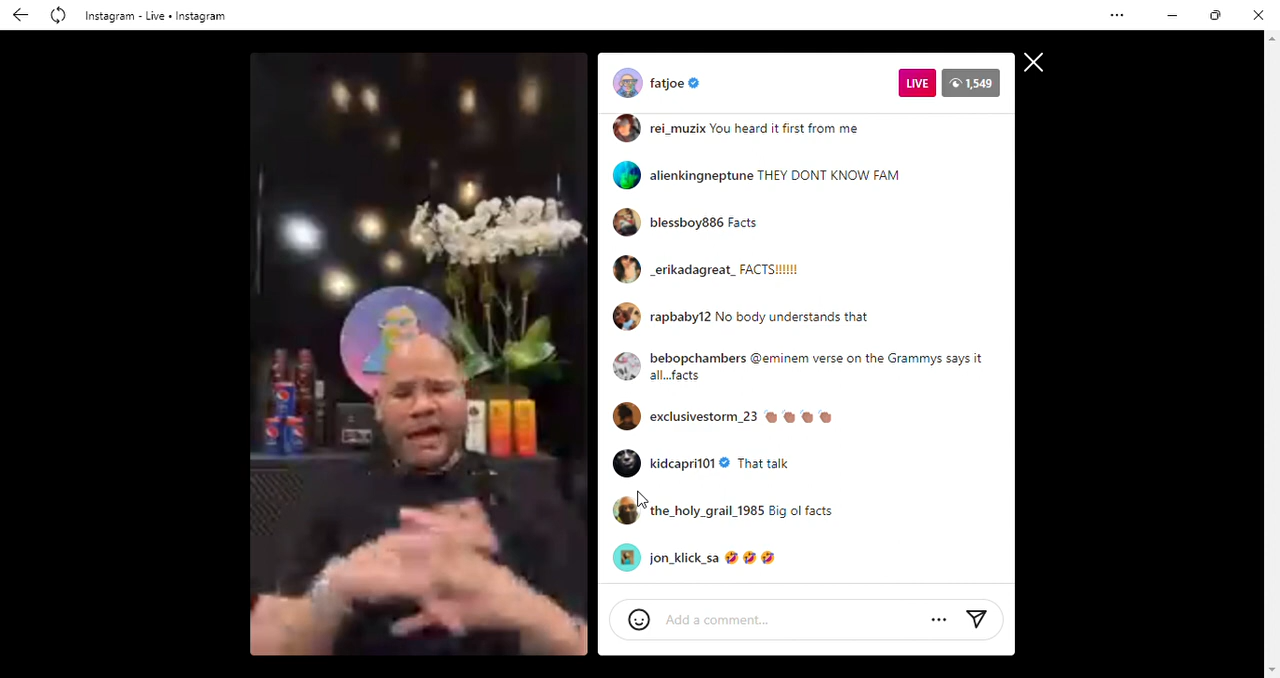 Instagram - Live • Instagram
fatjoe
LIVE
1,549
rei_muzix You heard it first from me
alienkingneptune THEY DONT KNOW FAM
blessboy886 Facts
_erikadagreat_ FACTS!!!!!!
rapbaby12 No body understands that
bebopchambers @eminem verse on the Grammys says it
all...facts
exclusivestorm_23 👏🏽👏🏽👏🏽👏🏽
kidcapri101 That talk
the_holy_grail_1985 Big ol facts
jon_klick_sa 🤣🤣🤣
Add a comment...